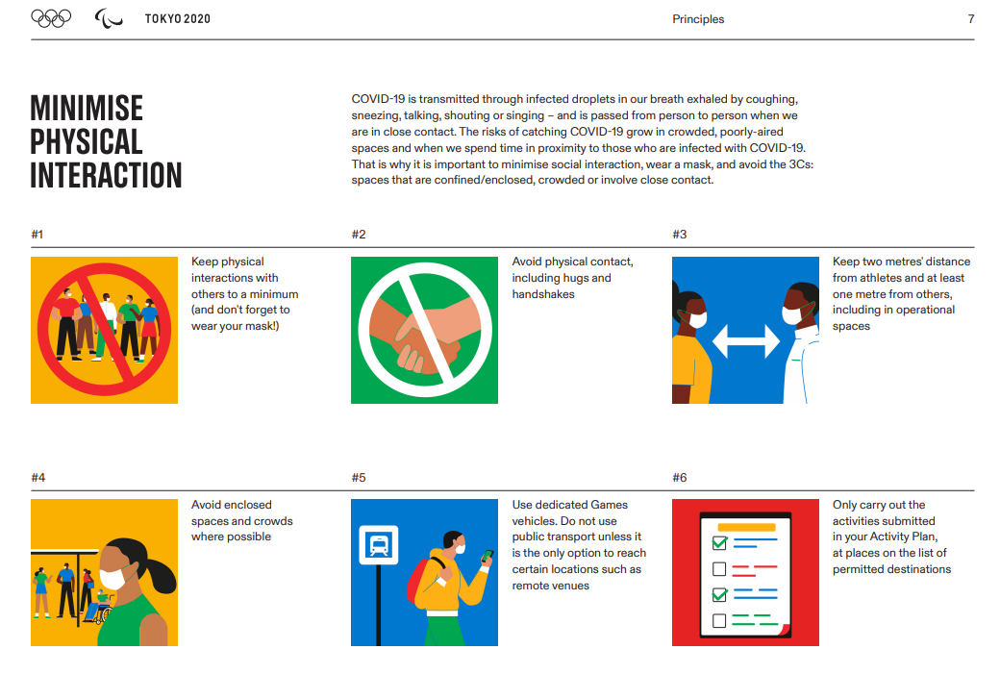 TOKYO 2020
Principles
7
MINIMISE
PHYSICAL
INTERACTION
COVID-19 is transmitted through infected droplets in our breath exhaled by coughing,
sneezing, talking, shouting or singing – and is passed from person to person when we
are in close contact. The risks of catching COVID-19 grow in crowded, poorly-aired
spaces and when we spend time in proximity to those who are infected with COVID-19.
That is why it is important to minimise social interaction, wear a mask, and avoid the 3Cs:
spaces that are confined/enclosed, crowded or involve close contact.
#1
Keep physical
interactions with
others to a minimum
(and don't forget to
wear your mask!)
#2
Avoid physical contact,
including hugs and
handshakes
#3
Keep two metres' distance
from athletes and at least
one metre from others,
including in operational
spaces
#4
Avoid enclosed
spaces and crowds
where possible
#5
Use dedicated Games
vehicles. Do not use
public transport unless it
is the only option to reach
certain locations such as
remote venues
#6
Only carry out the
activities submitted
in your Activity Plan,
at places on the list of
permitted destinations